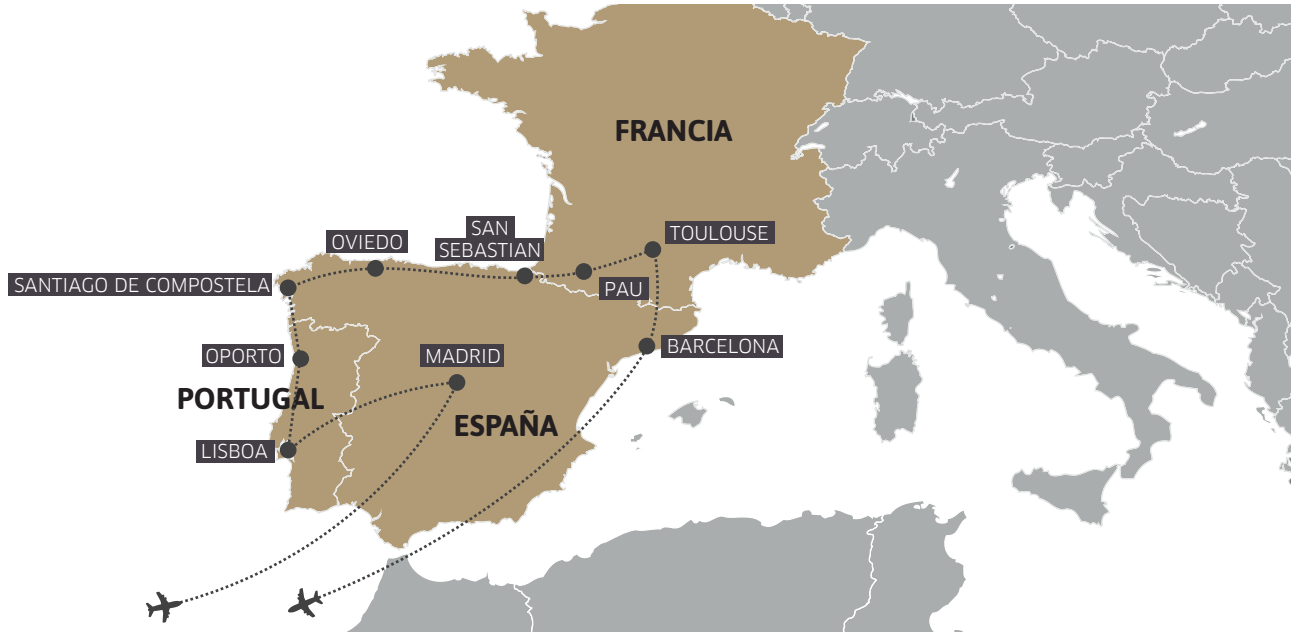 FRANCIA
SAN
SEBASTIAN
TOULOUSE
OVIEDO
SANTIAGO DE COMPOSTELA
PAU
OPORTO
MADRID
BARCELONA
PORTUGAL
ESPAÑA
LISBOA